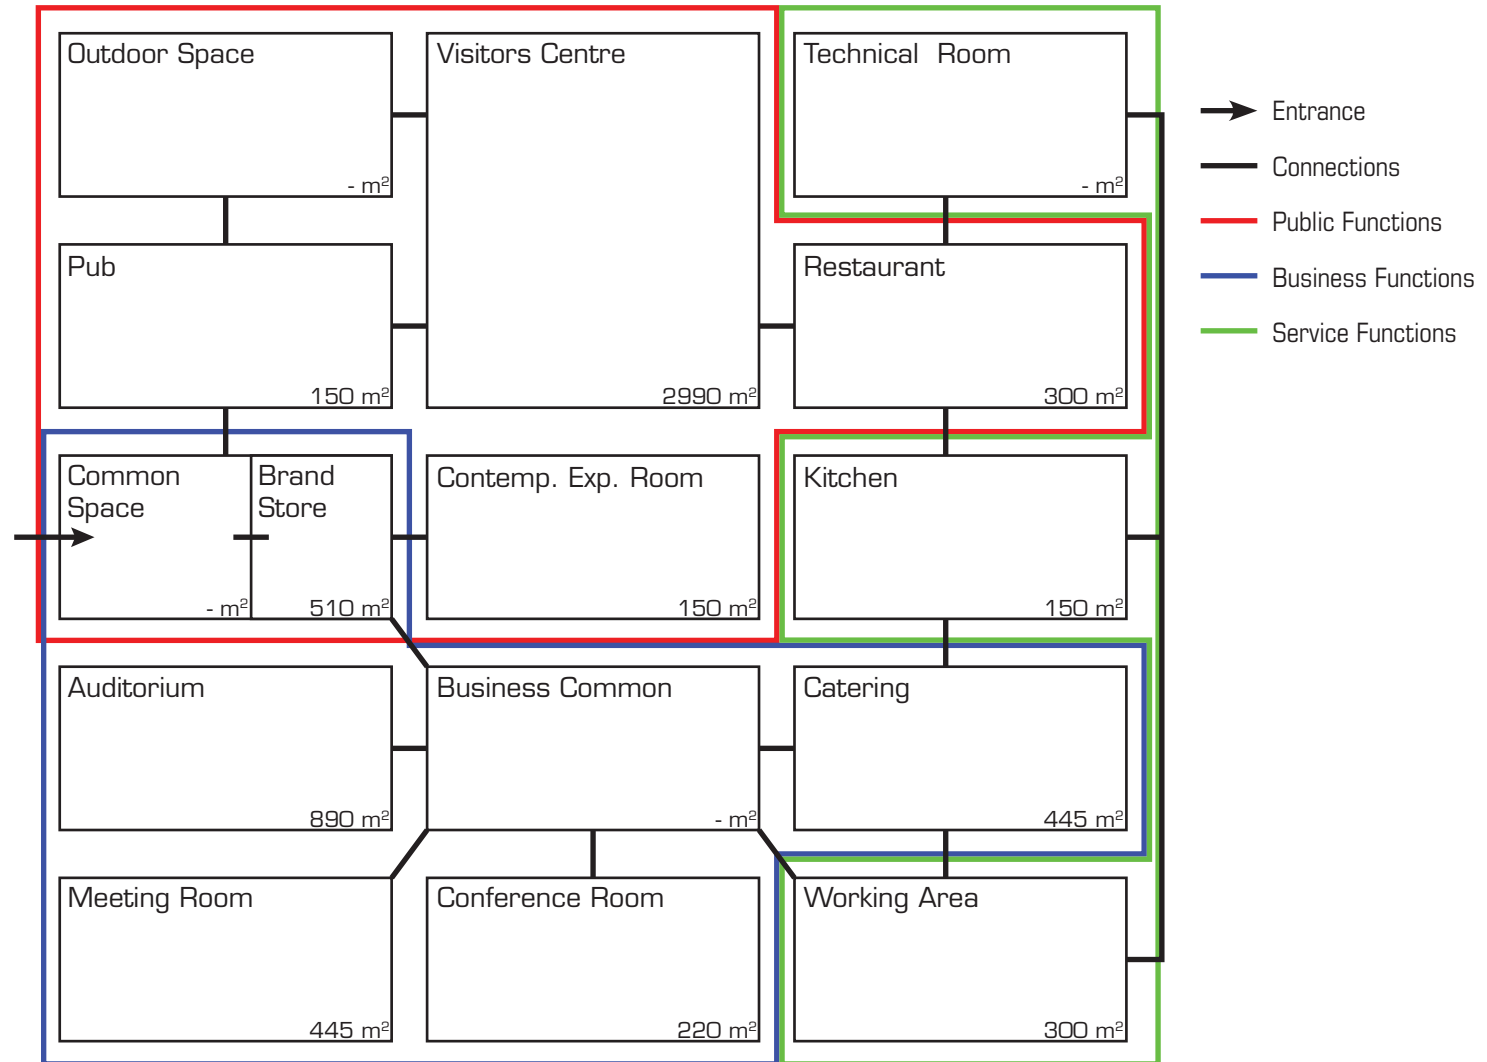 Outdoor Space
- m²
Visitors Centre
2990 m²
Technical Room
- m²
Pub
150 m²
Restaurant
300 m²
Common
Space
- m²
Brand
Store
510 m²
Contemp. Exp. Room
150 m²
Kitchen
150 m²
Auditorium
890 m²
Business Common
- m²
Catering
445 m²
Meeting Room
445 m²
Conference Room
220 m²
Working Area
300 m²
Entrance
Connections
Public Functions
Business Functions
Service Functions